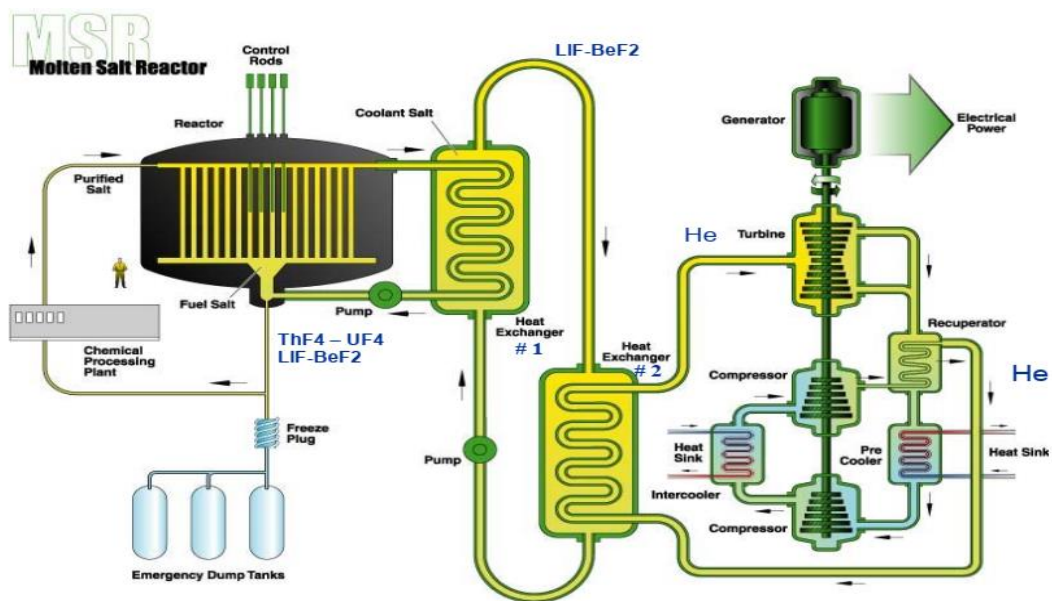 MSR
Molten Salt Reactor
Control
Rods
LIF-BeF2
Coolant Salt
Reactor
Purified
Salt
Fuel Salt
Pump
ThF4 – UF4
LIF-BeF2
Chemical
Processing
Plant
Freeze
Plug
Emergency Dump Tanks
Heat
Exchanger
# 1
Pump
Heat
Exchanger
# 2
Generator
Electrical
Power
He
Turbine
Recuperator
He
Compressor
Heat
Sink
Pre
Cooler
Heat Sink
Intercooler
Compressor